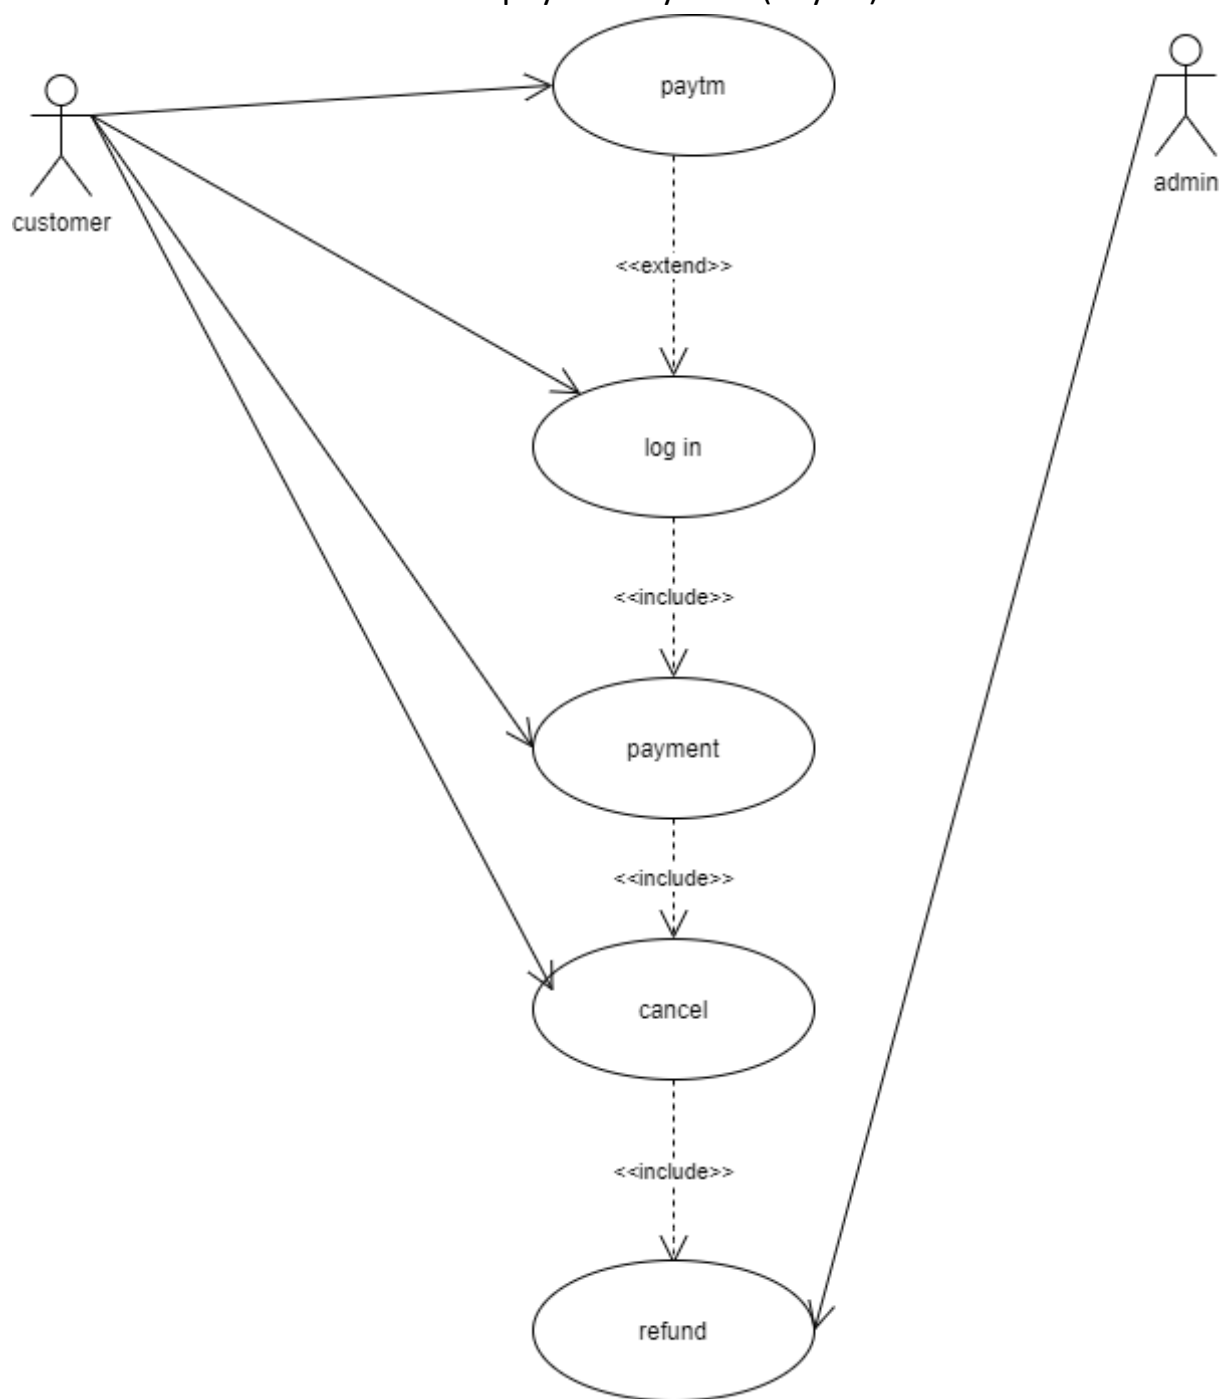 paytm
admin
customer
<<extend>>
log in
<<include>>
payment
<<include>>
cancel
<<include>>
refund